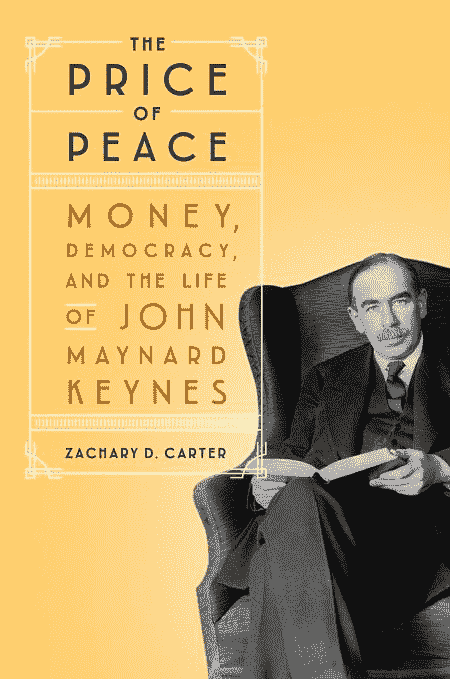 THE
PRICE
OF
PEACE
MONEY,
DEMOCRACY,
AND THE LIFE
OF JOHN
MAYNARD
KEYNES
ZACHARY D. CARTER